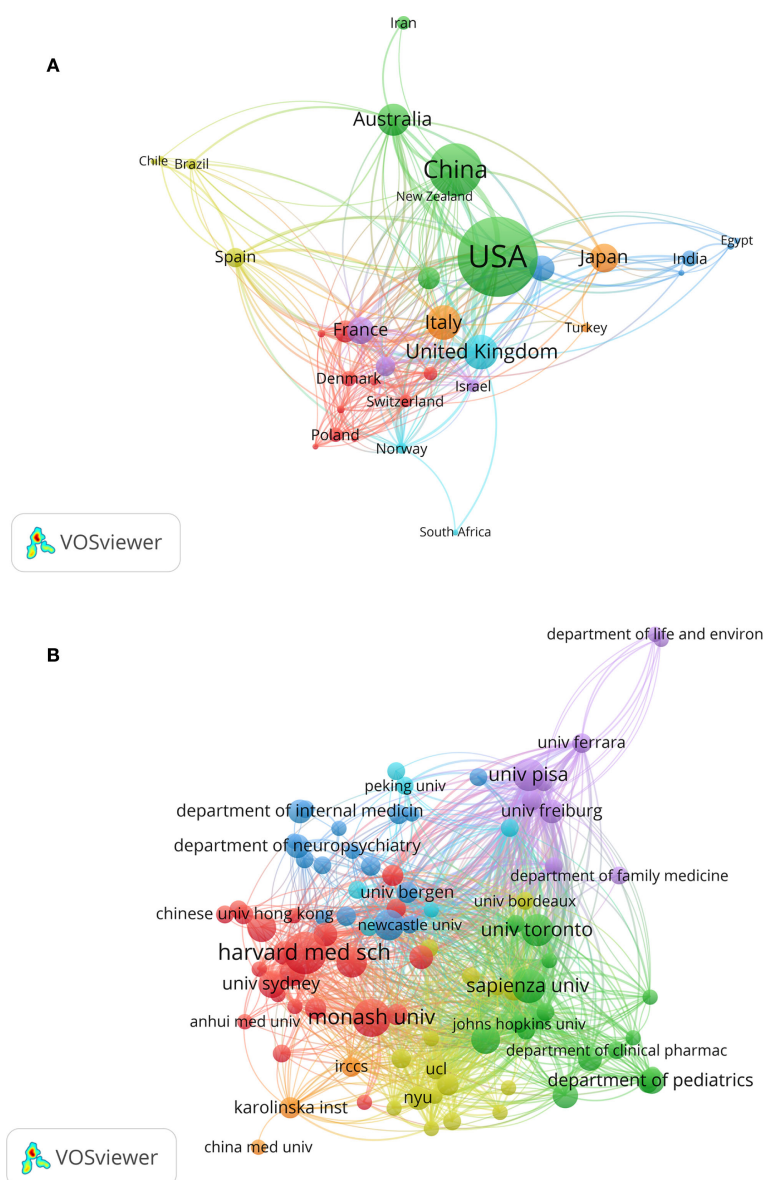 Iran
A
Australia
China
Chile
Brazil
New Zealand
USA
Egypt
Spain
Japan
India
Italy
France
Turkey
United Kingdom
Denmark
Israel
Switzerland
Poland
Norway
South Africa
VOSviewer
department of life and environ
B
univ ferrara
univ pisa
peking univ
department of internal medicin
univ freiburg
department of neuropsychiatry
department of family medicine
univ bergen
univ bordeaux
chinese univ hong kong
newcastle univ
univ toronto
harvard med sch
univ sydney
sapienza univ
anhui med univ
monash univ
johns hopkins univ
department of clinical pharmac
irccs
ucl
department of pediatrics
nyu
karolinska inst
china med univ
VOSviewer